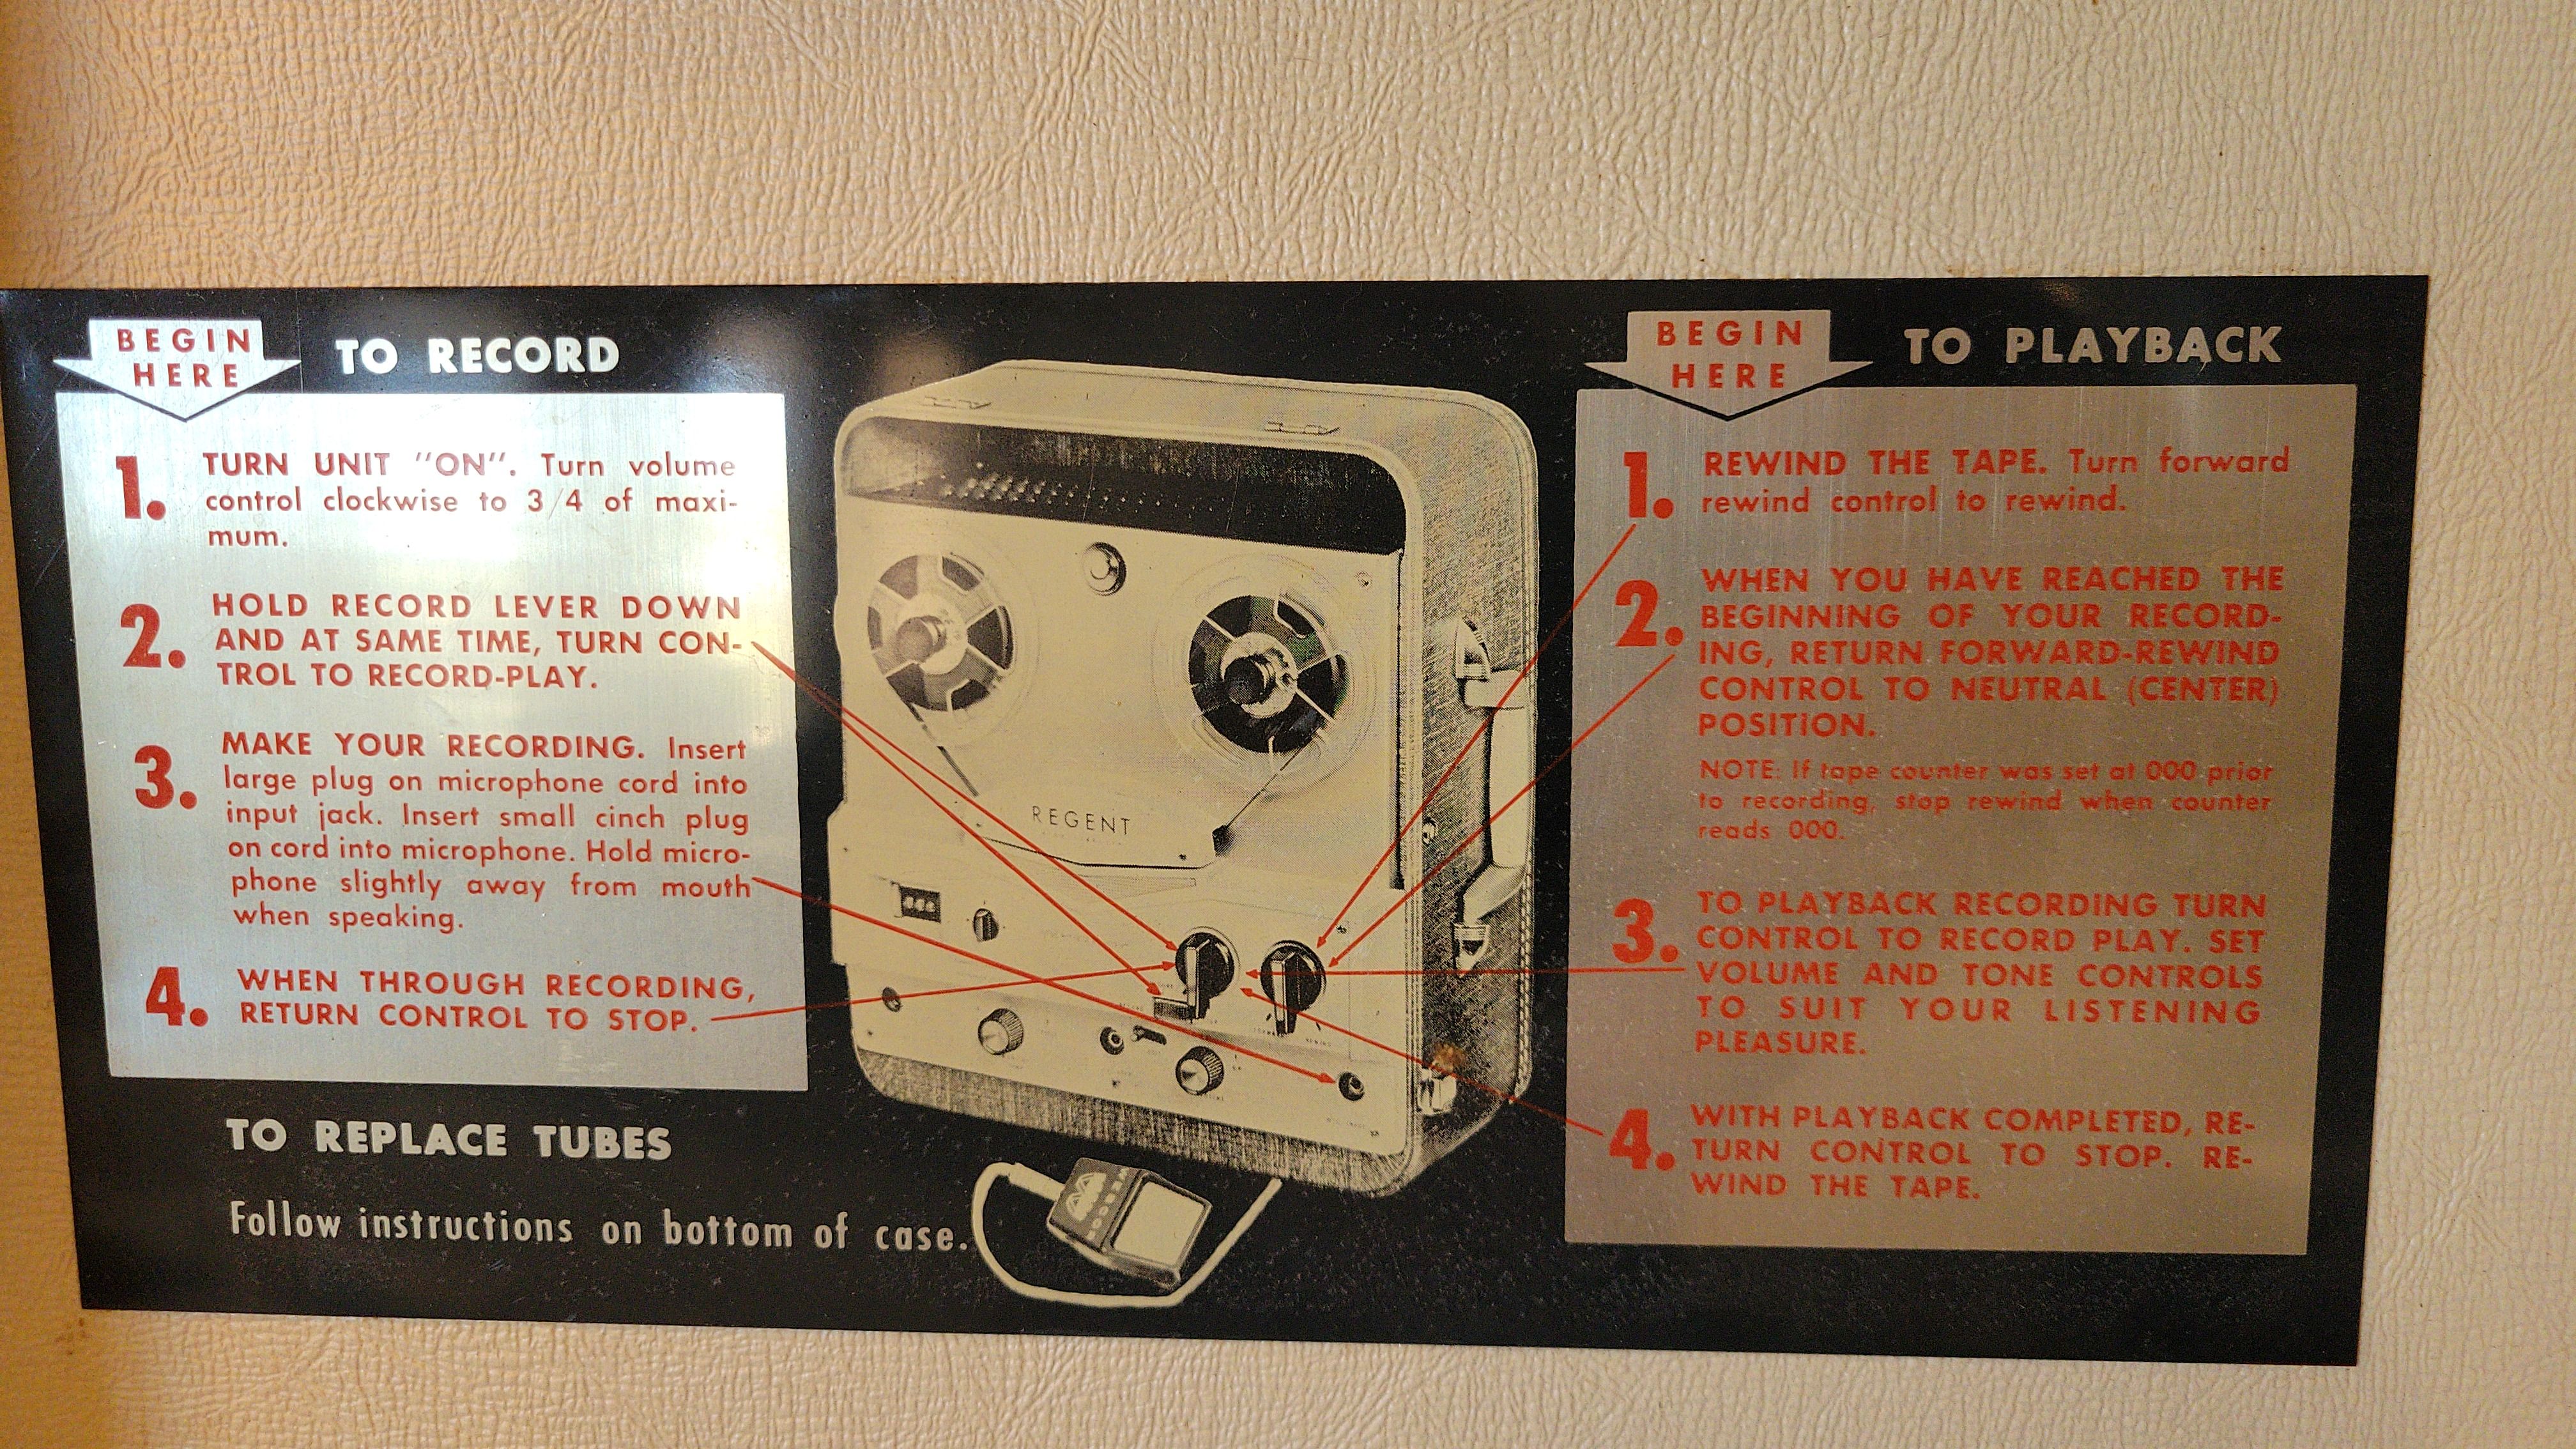 BEGIN
HERE
TO RECORD
1. TURN UNIT "ON". Turn volume
control clockwise to 3/4 of maxi-
mum.
2. HOLD RECORD LEVER DOWN
AND AT SAME TIME, TURN CON-
TROL TO RECORD-PLAY.
3. MAKE YOUR RECORDING. Insert
large plug on microphone cord into
input jack. Insert small cinch plug
on cord into microphone. Hold micro-
phone slightly away from mouth
when speaking.
4. WHEN THROUGH RECORDING,
RETURN CONTROL TO STOP.
TO REPLACE TUBES
Follow instructions on bottom of case.
REGENT
BEGIN
HERE
TO PLAYBACK
1. REWIND THE TAPE. Turn forward
rewind control to rewind.
2. WHEN YOU HAVE REACHED THE
BEGINNING OF YOUR RECORD-
ING, RETURN FORWARD-REWIND
CONTROL TO NEUTRAL (CENTER)
POSITION.
NOTE: If tape counter was set at 000 prior
to recording, stop rewind when counter
reads 000.
3. TO PLAYBACK RECORDING TURN
CONTROL TO RECORD PLAY. SET
VOLUME AND TONE CONTROLS
TO SUIT YOUR LISTENING
PLEASURE.
4. WITH PLAYBACK COMPLETED, RE-
TURN CONTROL TO STOP. RE-
WIND THE TAPE.